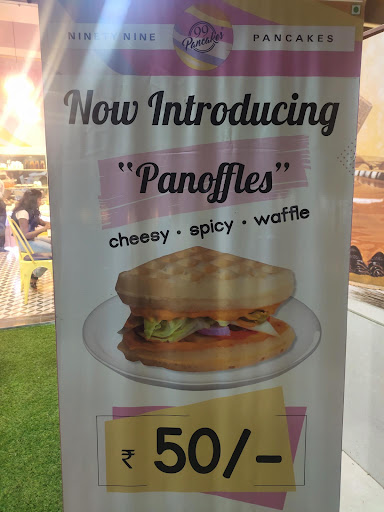 NINETY NINE 99 Pancakes PANCAKES
Now Introducing
“Panoffles”
cheesy • spicy • waffle
₹ 50/-